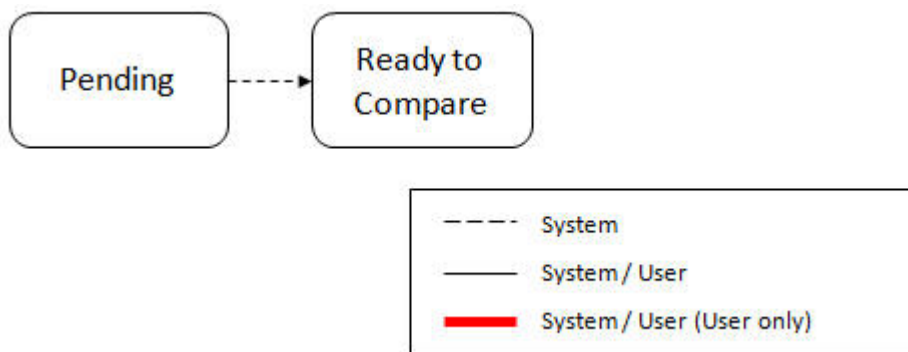 Pending
Ready to
Compare
System
System / User
System / User (User only)